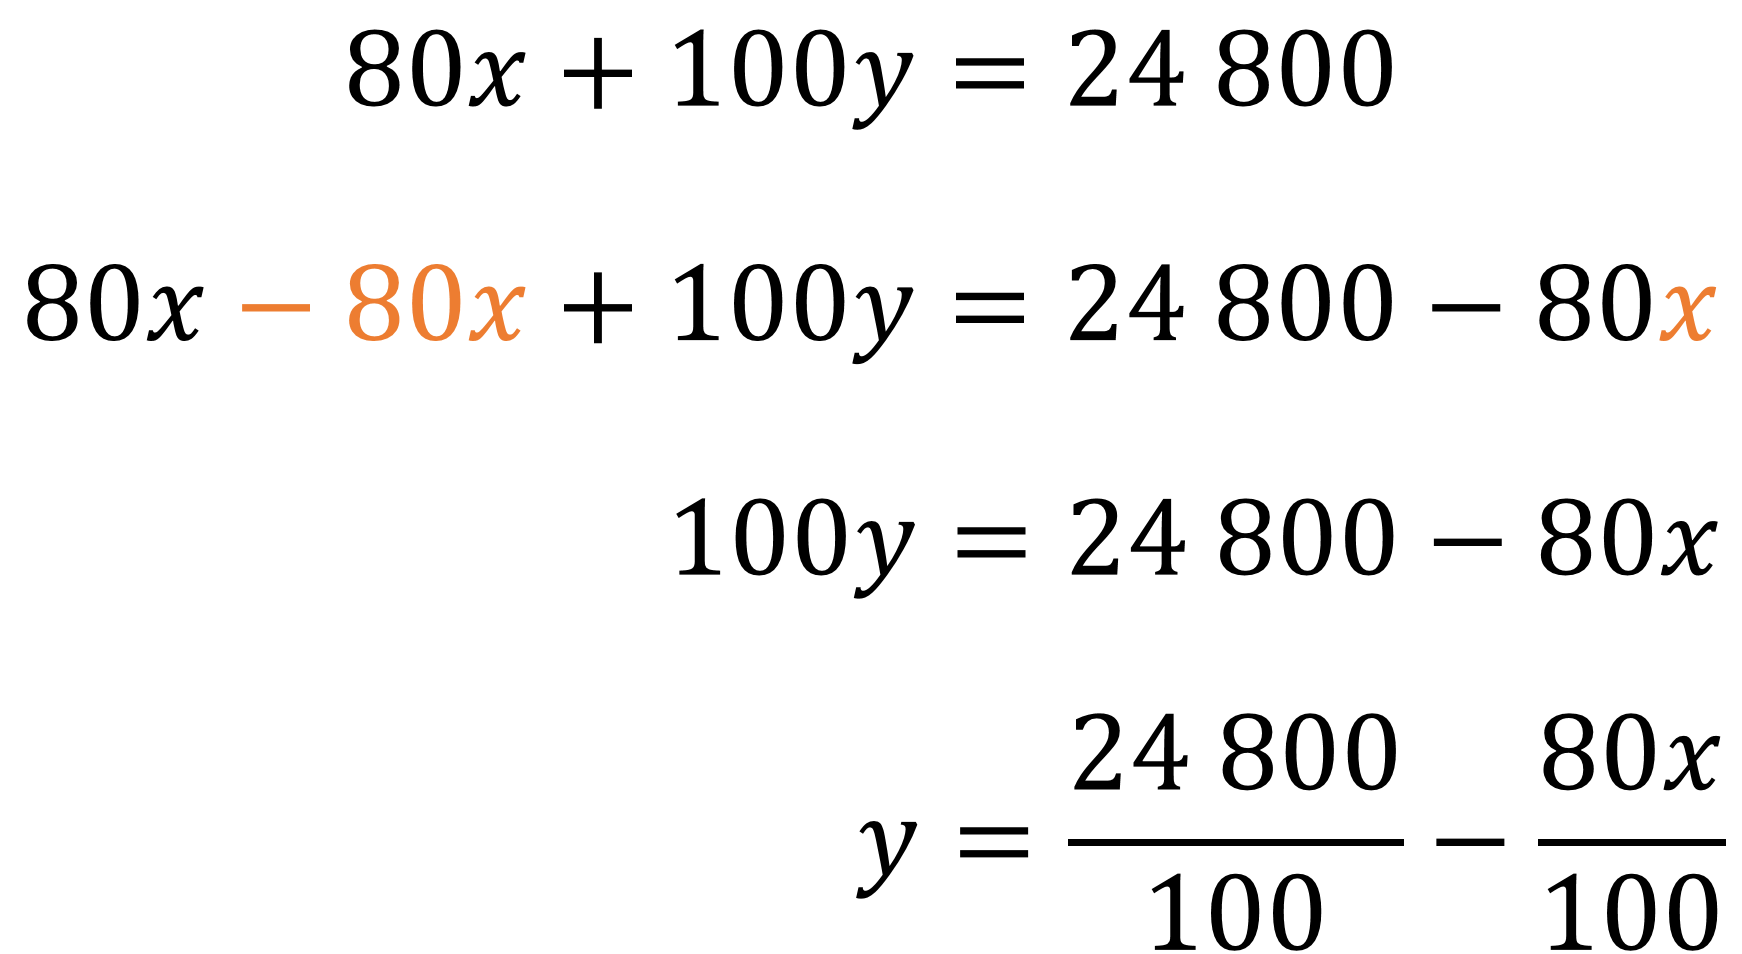 80x + 100y = 24 800
80x − 80x + 100y = 24 800 − 80x
100y = 24 800 − 80x
y = 24 800/100 − 80x/100